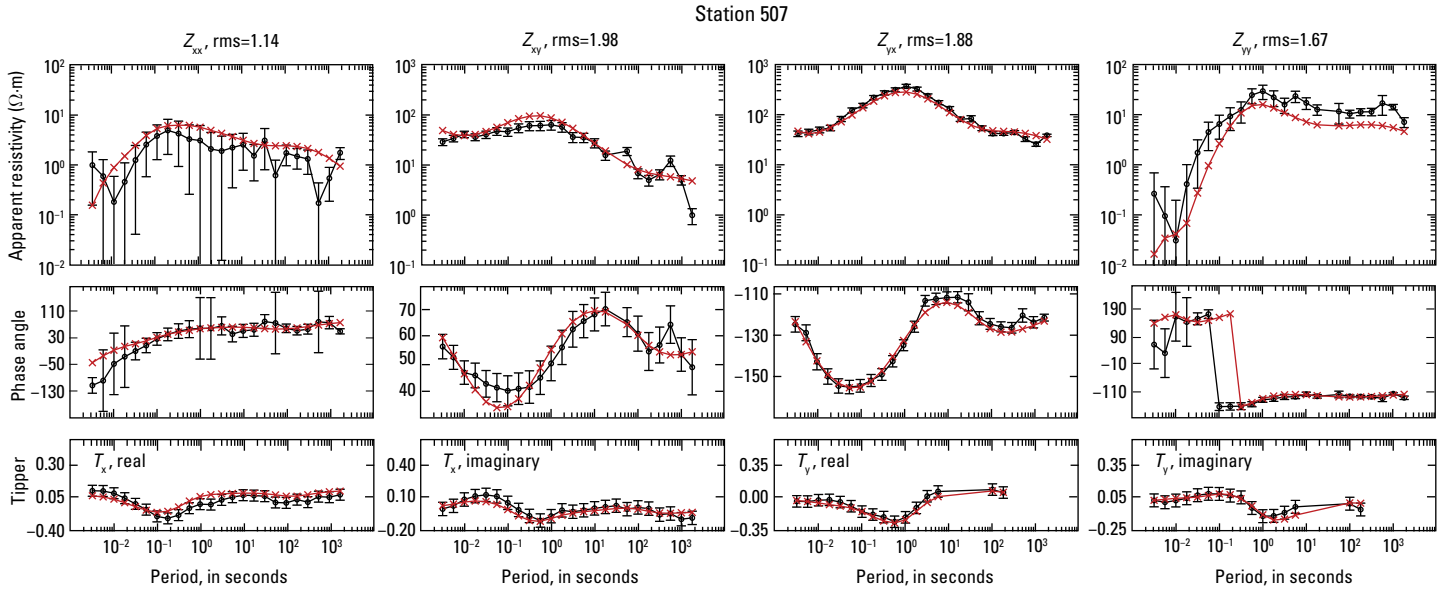 Station 507
Zxx, rms=1.14
Zxy, rms=1.98
Zyx, rms=1.88
Zyy, rms=1.67
Apparent resistivity (Ω·m)
10² 10¹ 10⁰ 10⁻¹ 10⁻²
10³ 10² 10¹ 10⁰ 10⁻¹
10³ 10² 10¹ 10⁰ 10⁻¹
10² 10¹ 10⁰ 10⁻¹ 10⁻²
Phase angle
110 30 −50 −130
70 60 50 40
−110 −130 −150
190 90 −10 −110
Tipper
Tx, real
Tx, imaginary
Ty, real
Ty, imaginary
0.30 0.05 −0.40
0.40 0.10 −0.20
0.35 0.00 −0.35
0.35 0.05 −0.25
10⁻² 10⁻¹ 10⁰ 10¹ 10² 10³
10⁻² 10⁻¹ 10⁰ 10¹ 10² 10³
10⁻² 10⁻¹ 10⁰ 10¹ 10² 10³
10⁻² 10⁻¹ 10⁰ 10¹ 10² 10³
Period, in seconds
Period, in seconds
Period, in seconds
Period, in seconds